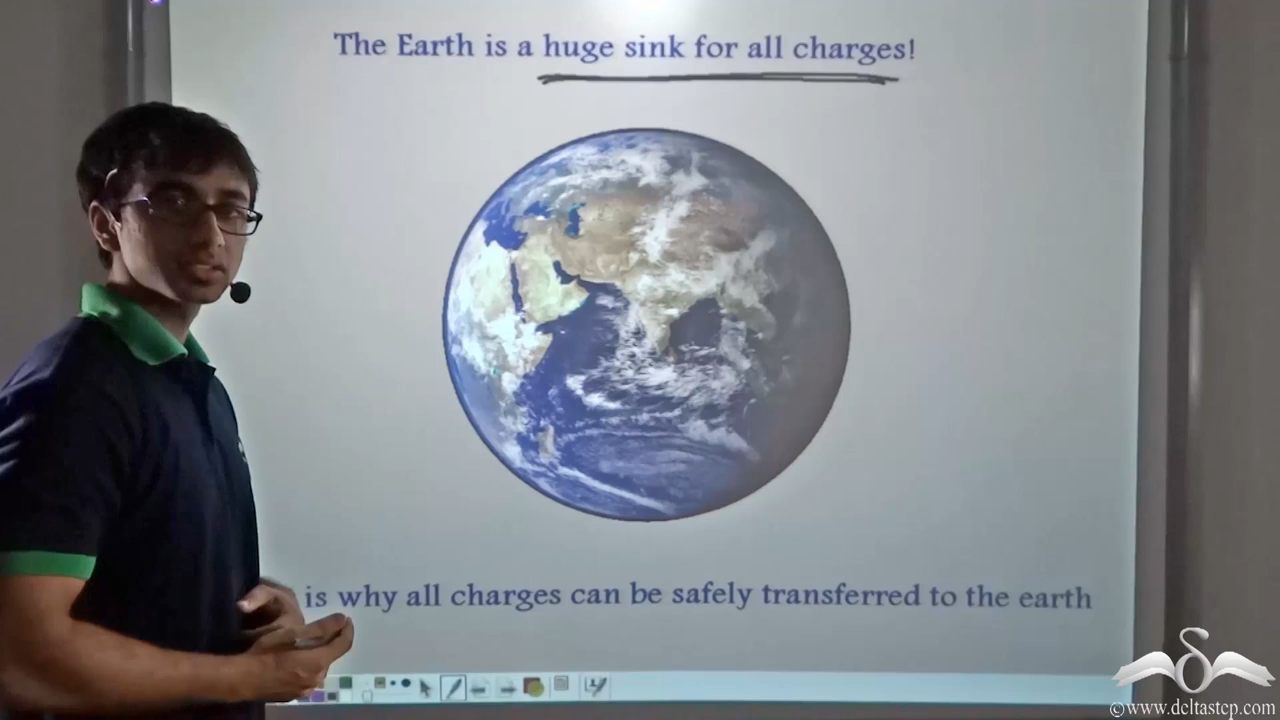 The Earth is a huge sink for all charges!
is why all charges can be safely transferred to the earth
©www.deltastep.com